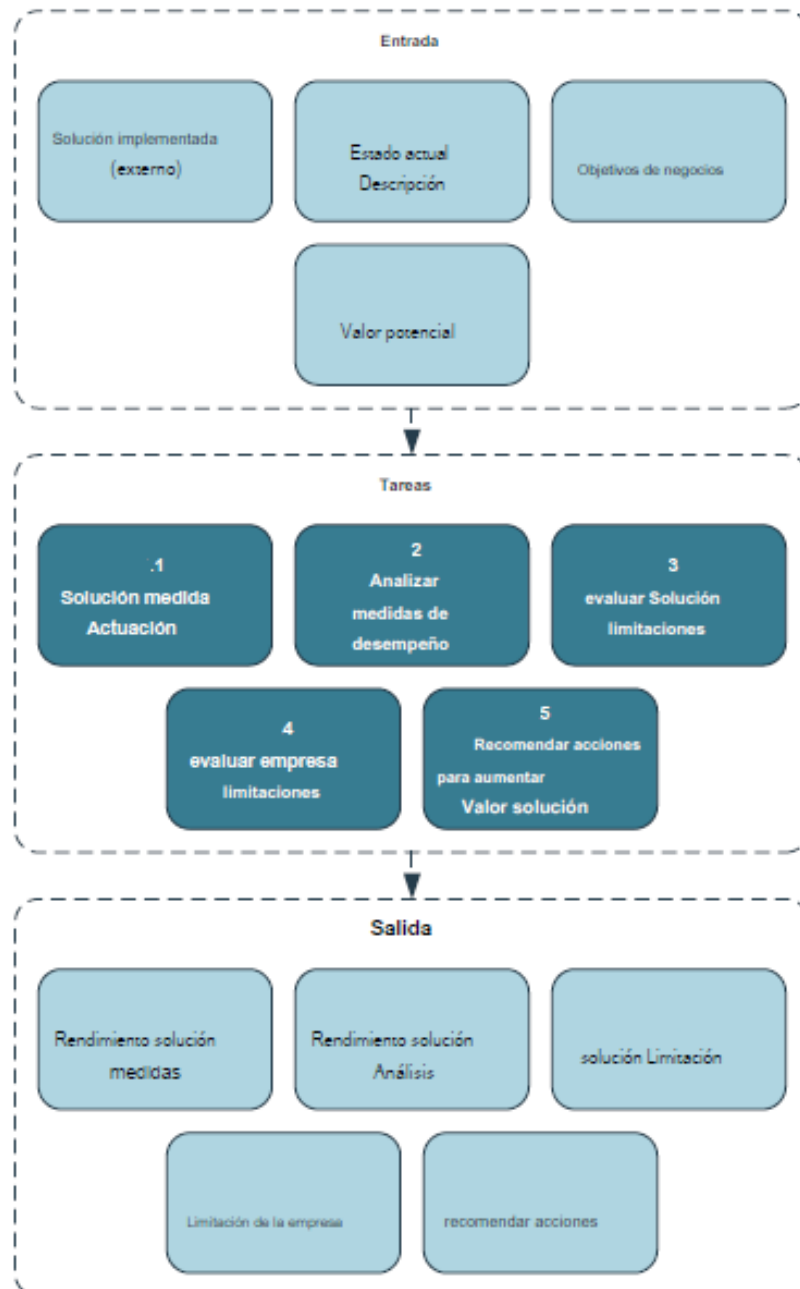 Entrada
Solución implementada
(externo)
Estado actual
Descripción
Objetivos de negocios
Valor potencial
Tareas
.1
Solución medida
Actuación
2
Analizar
medidas de
desempeño
3
evaluar Solución
limitaciones
4
evaluar empresa
limitaciones
5
Recomendar acciones
para aumentar
Valor solución
Salida
Rendimiento solución
medidas
Rendimiento solución
Análisis
solución Limitación
Limitación de la empresa
recomendar acciones